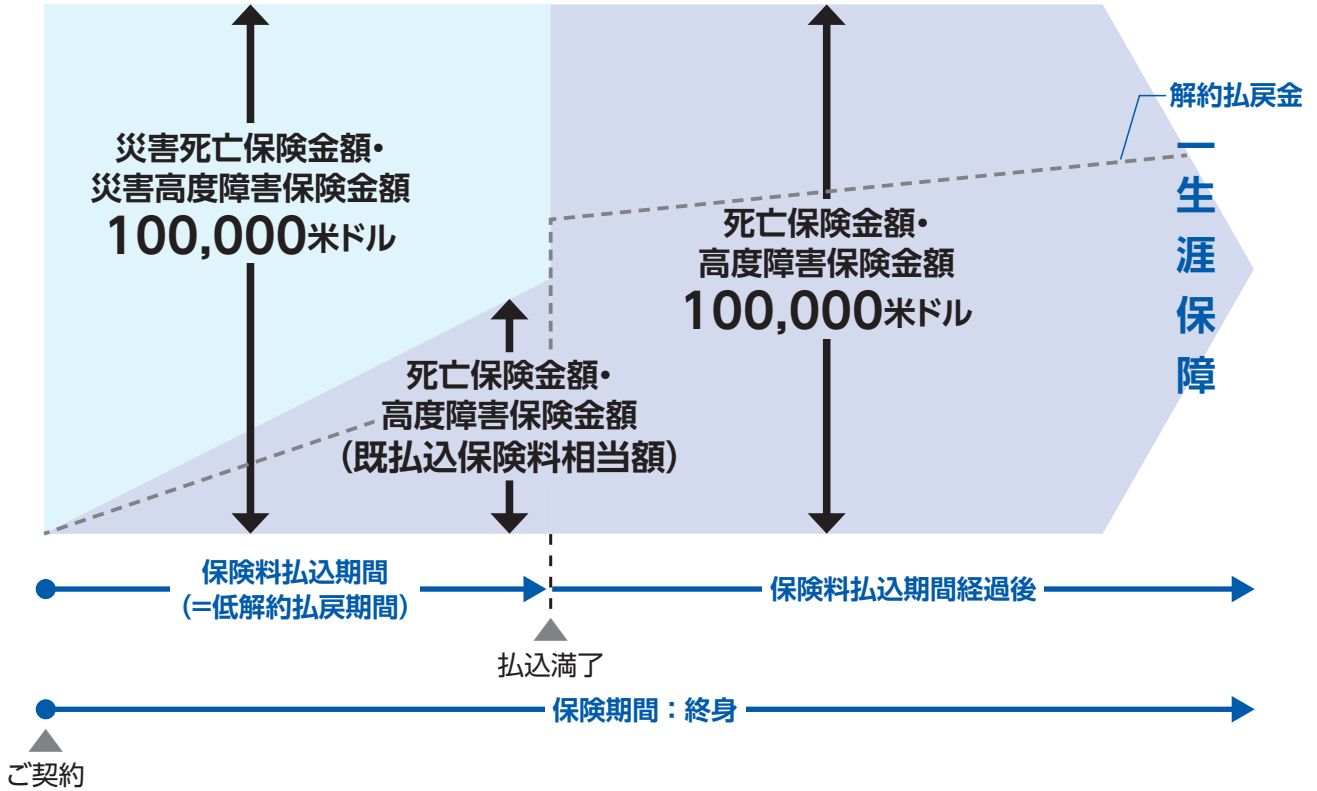 解約払戻金
災害死亡保険金額・
災害高度障害保険金額
100,000米ドル
死亡保険金額・
高度障害保険金額
100,000米ドル
一生涯保障
死亡保険金額・
高度障害保険金額
(既払込保険料相当額)
保険料払込期間
(=低解約払戻期間)
保険料払込期間経過後
払込満了
保険期間：終身
ご契約